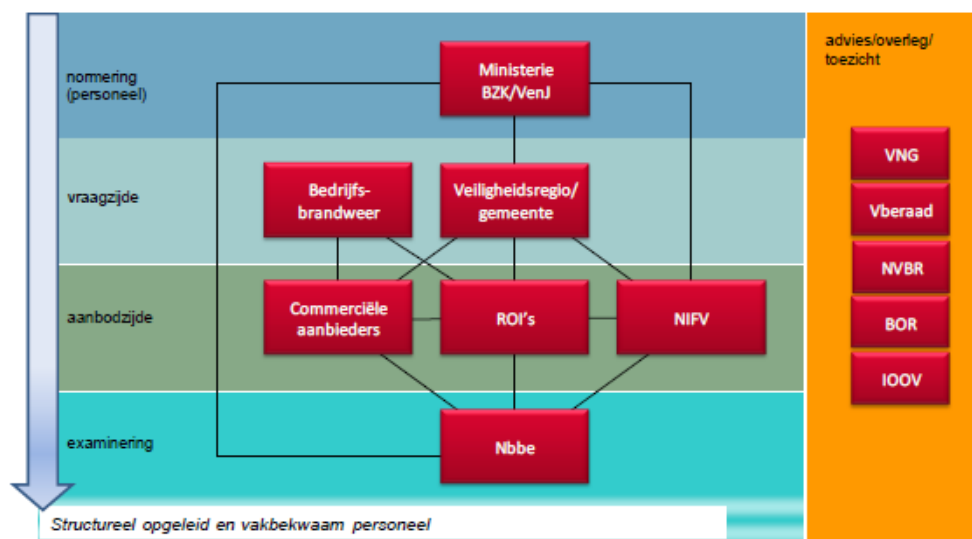 normering
(personeel)
Ministerie
BZK/VenJ
advies/overleg/
toezicht
vraagzijde
Bedrijfs-
brandweer
Veiligheidsregio/
gemeente
aanbodzijde
Commerciële
aanbieders
ROI's
NIFV
examinering
Nbbe
VNG
Vberaad
NVBR
BOR
IOOV
Structureel opgeleid en vakbekwaam personeel